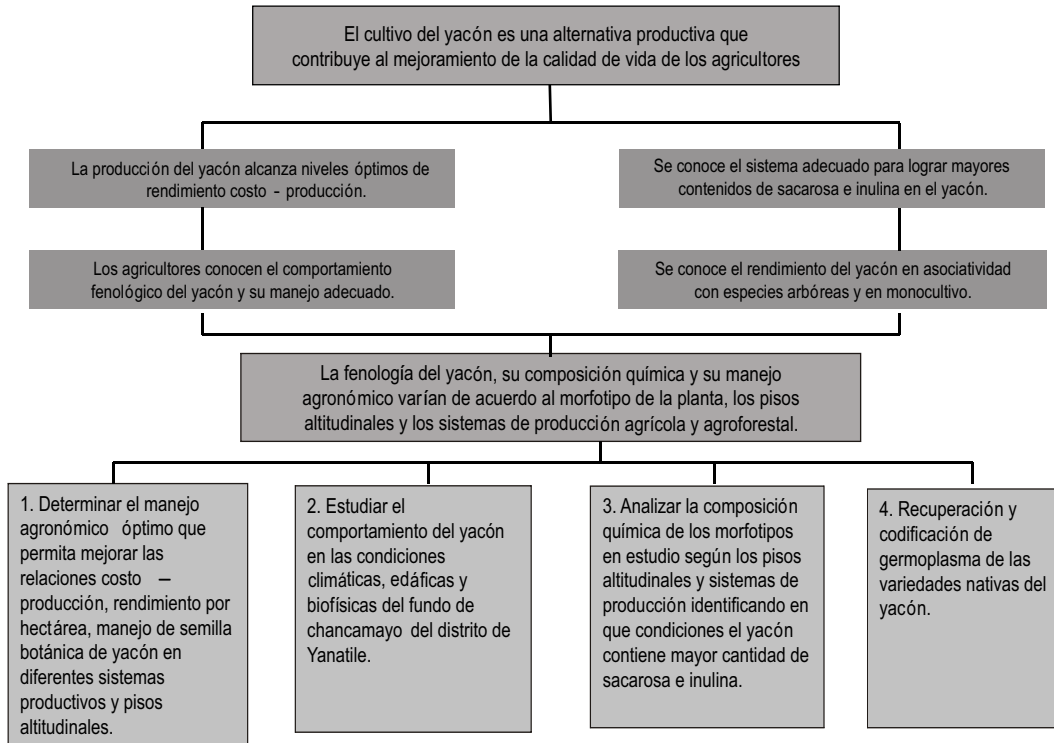 El cultivo del yacón es una alternativa productiva que
contribuye al mejoramiento de la calidad de vida de los agricultores
La producción del yacón alcanza niveles óptimos de
rendimiento costo - producción.
Se conoce el sistema adecuado para lograr mayores
contenidos de sacarosa e inulina en el yacón.
Los agricultores conocen el comportamiento
fenológico del yacón y su manejo adecuado.
Se conoce el rendimiento del yacón en asociatividad
con especies arbóreas y en monocultivo.
La fenología del yacón, su composición química y su manejo
agronómico varían de acuerdo al morfotipo de la planta, los pisos
altitudinales y los sistemas de producción agrícola y agroforestal.
1. Determinar el manejo
agronómico óptimo que
permita mejorar las
relaciones costo –
producción, rendimiento por
hectárea, manejo de semilla
botánica de yacón en
diferentes sistemas
productivos y pisos
altitudinales.
2. Estudiar el
comportamiento del yacón
en las condiciones
climáticas, edáficas y
biofísicas del fundo de
chancamayo del distrito de
Yanatile.
3. Analizar la composición
química de los morfotipos
en estudio según los pisos
altitudinales y sistemas de
producción identificando en
que condiciones el yacón
contiene mayor cantidad de
sacarosa e inulina.
4. Recuperación y
codificación de
germoplasma de las
variedades nativas del
yacón.